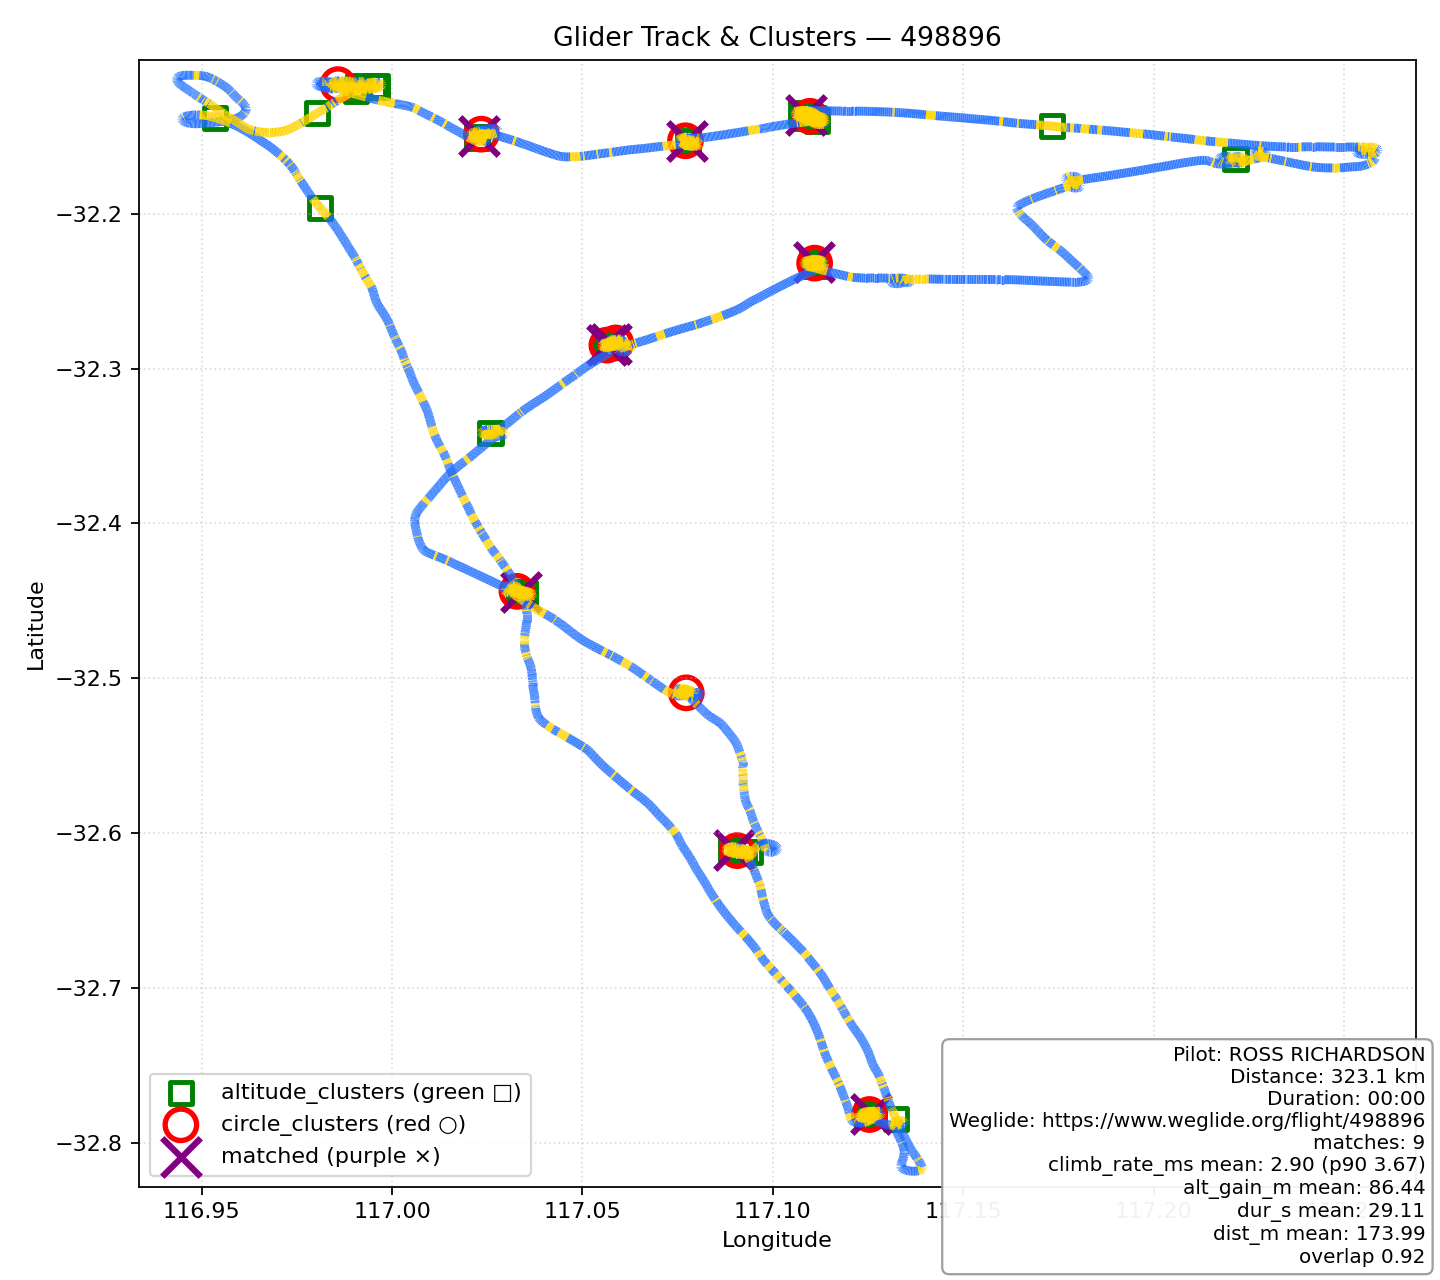 Glider Track & Clusters — 498896
−32.2
−32.3
−32.4
−32.5
−32.6
−32.7
−32.8
Latitude
116.95
117.00
117.05
117.10
117.15
117.20
Longitude
altitude_clusters (green □)
circle_clusters (red ○)
matched (purple ×)
Pilot: ROSS RICHARDSON
Distance: 323.1 km
Duration: 00:00
Weglide: https://www.weglide.org/flight/498896
matches: 9
climb_rate_ms mean: 2.90 (p90 3.67)
alt_gain_m mean: 86.44
dur_s mean: 29.11
dist_m mean: 173.99
overlap 0.92